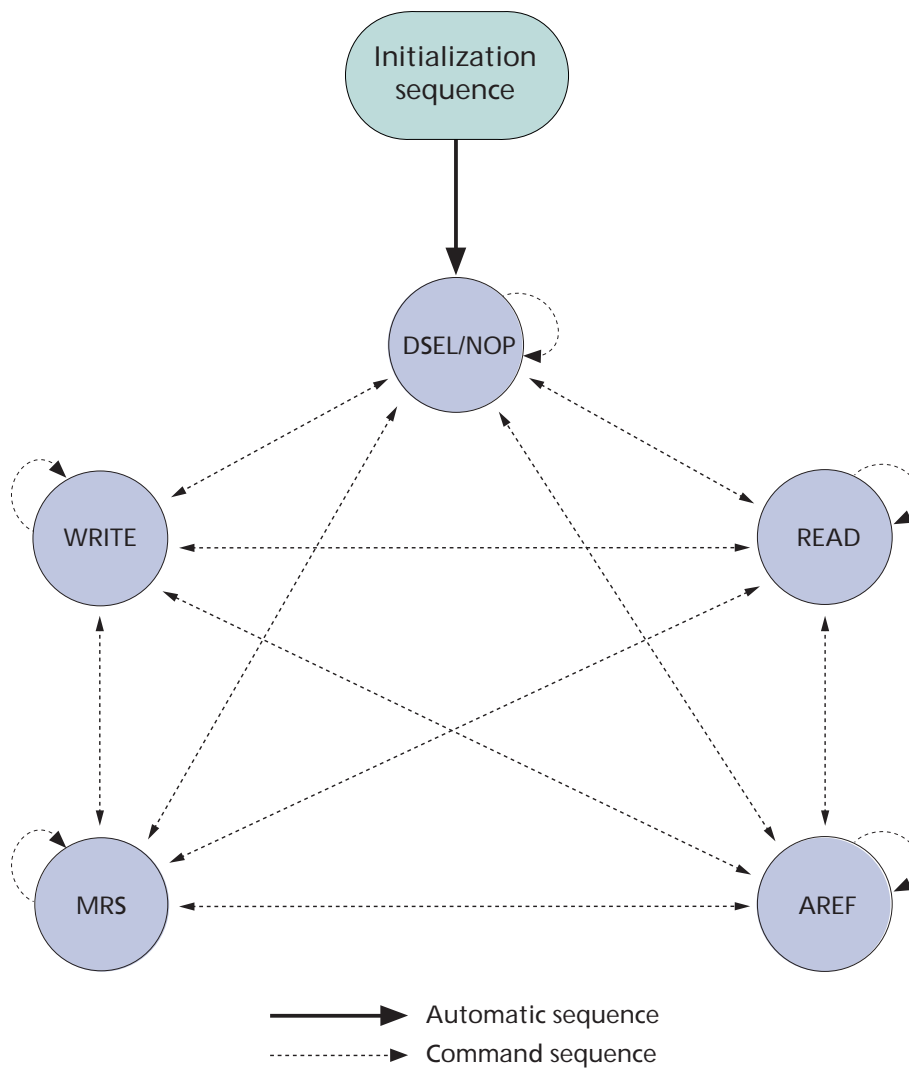 Initialization
sequence
DSEL/NOP
WRITE
READ
MRS
AREF
Automatic sequence
Command sequence